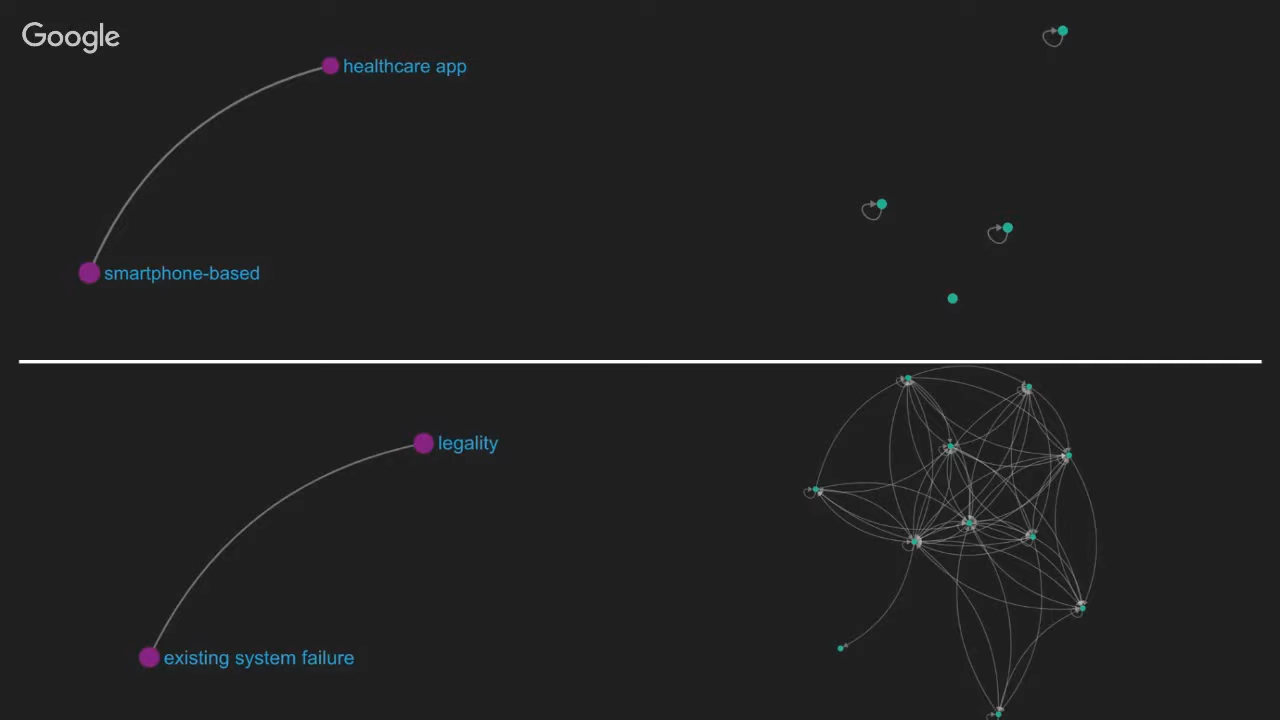 Google
healthcare app
smartphone-based
legality
existing system failure